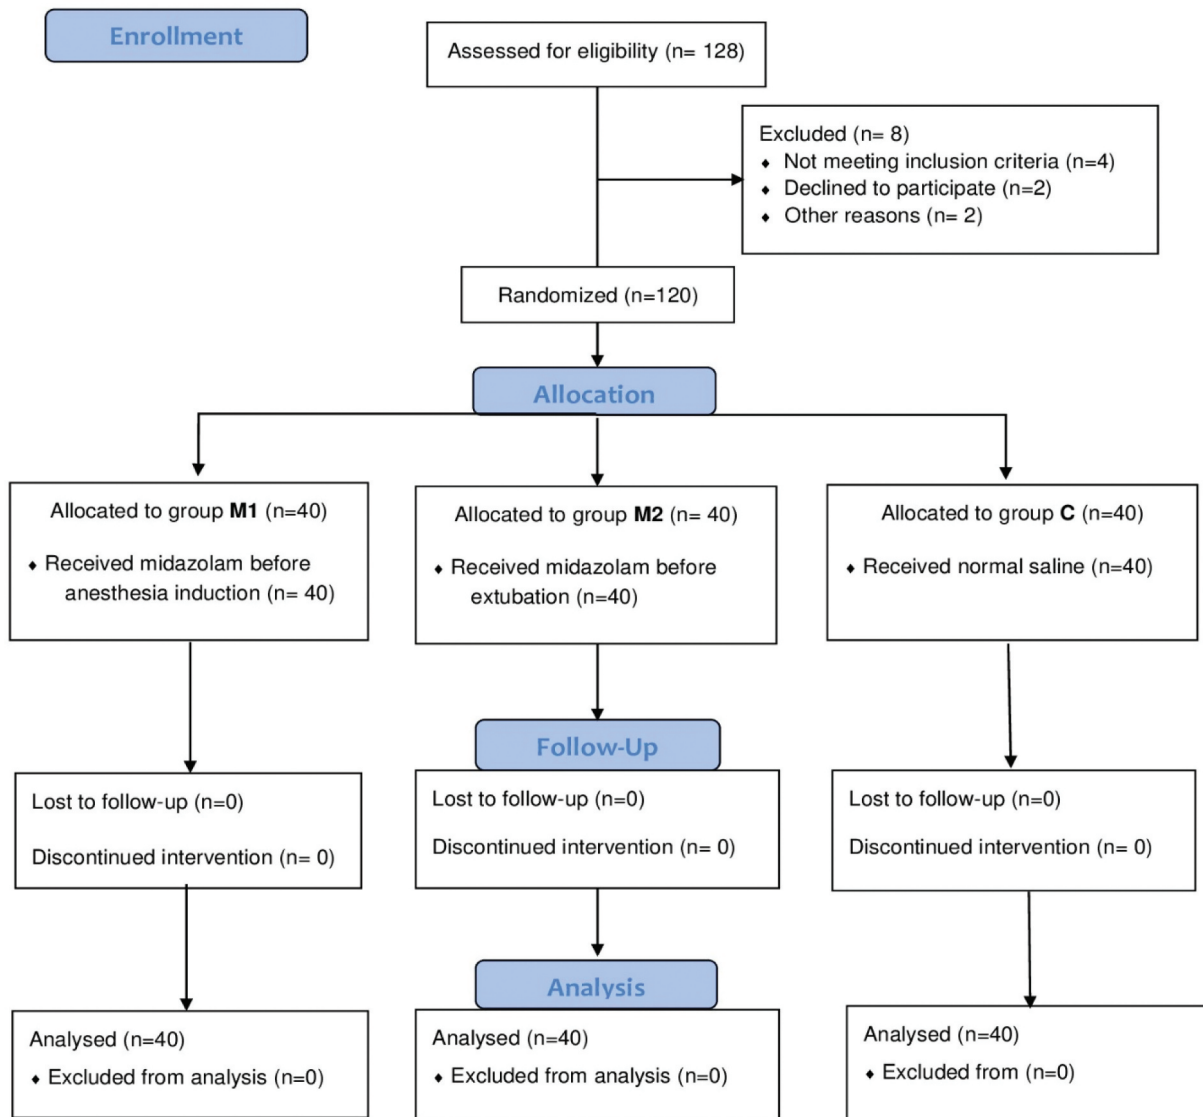 Enrollment
Assessed for eligibility (n= 128)
Excluded (n= 8)
♦ Not meeting inclusion criteria (n=4)
♦ Declined to participate (n=2)
♦ Other reasons (n= 2)
Randomized (n=120)
Allocation
Allocated to group M1 (n=40)
♦ Received midazolam before
anesthesia induction (n= 40)
Allocated to group M2 (n= 40)
♦ Received midazolam before
extubation (n=40)
Allocated to group C (n=40)
♦ Received normal saline (n=40)
Follow-Up
Lost to follow-up (n=0)
Discontinued intervention (n= 0)
Lost to follow-up (n=0)
Discontinued intervention (n= 0)
Lost to follow-up (n=0)
Discontinued intervention (n= 0)
Analysis
Analysed (n=40)
♦ Excluded from analysis (n=0)
Analysed (n=40)
♦ Excluded from analysis (n=0)
Analysed (n=40)
♦ Excluded from (n=0)